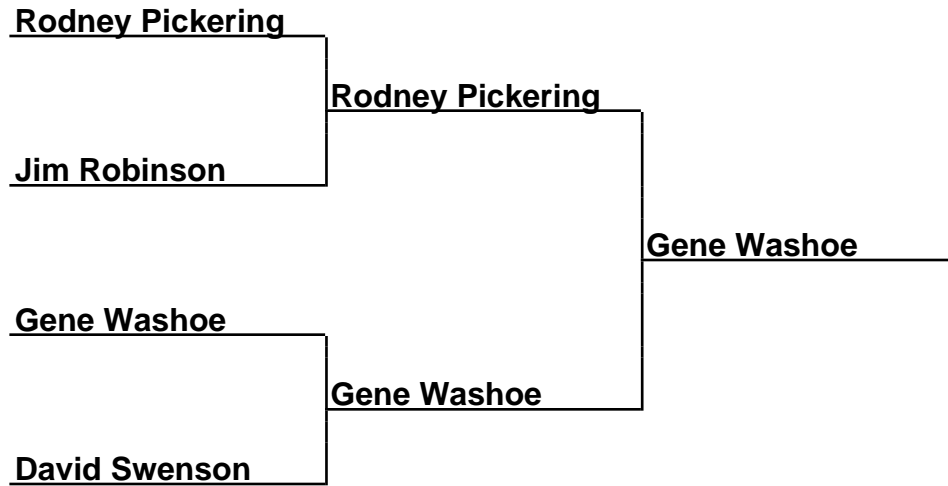 Rodney Pickering
Rodney Pickering
Jim Robinson
Gene Washoe
Gene Washoe
Gene Washoe
David Swenson